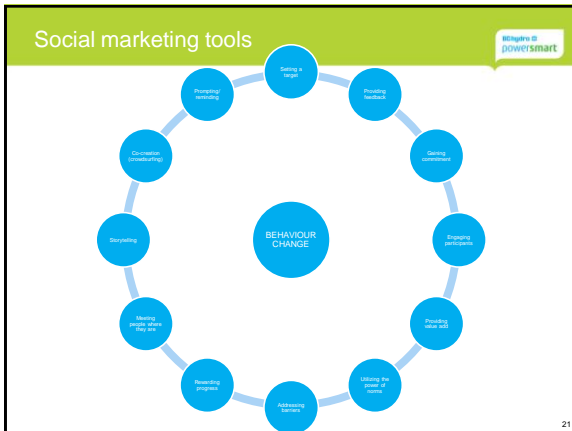 Social marketing tools
BChydro
powersmart
Setting a
target
Providing
feedback
Gaining
commitment
Engaging
participants
Providing
value add
Utilizing the
power of
norms
Addressing
barriers
Rewarding
progress
Meeting
people where
they are
Storytelling
Co-creation
(crowdsurfing)
Prompting/
reminding
BEHAVIOUR
CHANGE
21